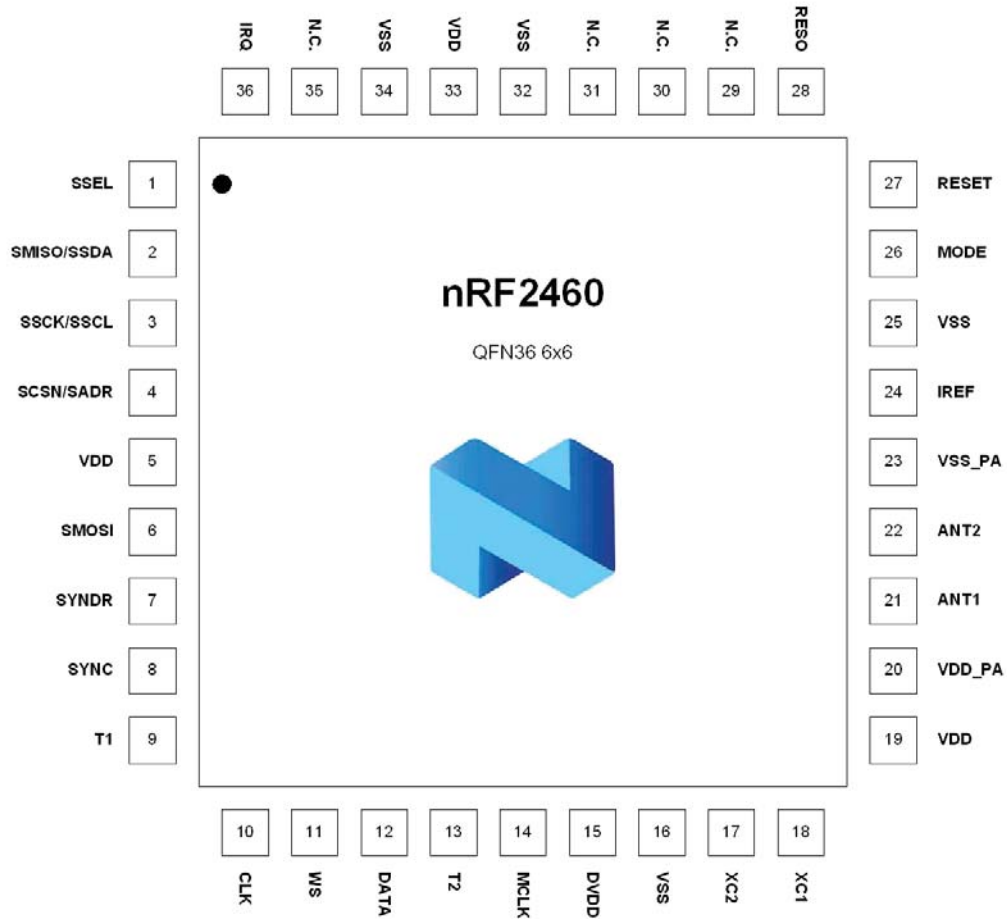 IRQ N.C. VSS VDD VSS N.C. N.C. N.C. RESO
36 35 34 33 32 31 30 29 28
SSEL 1 27 RESET
SMISO/SSDA 2 26 MODE
nRF2460
SSCK/SSCL 3 25 VSS
QFN36 6x6
SCSN/SADR 4 24 IREF
VDD 5 23 VSS_PA
SMOSI 6 22 ANT2
SYNDR 7 21 ANT1
SYNC 8 20 VDD_PA
T1 9 19 VDD
10 11 12 13 14 15 16 17 18
CLK WS DATA T2 MCLK DVDD VSS XC2 XC1